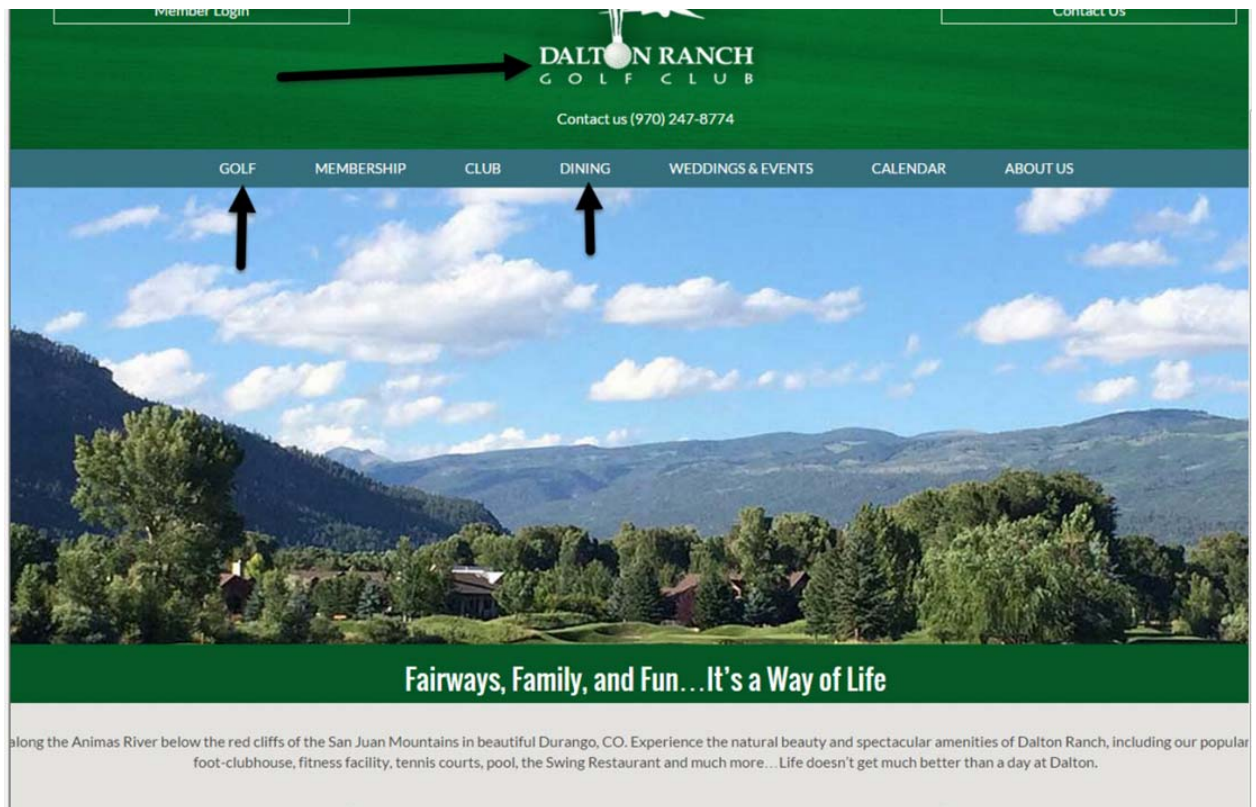 Member Login
Contact Us
DALTON RANCH
GOLF CLUB
Contact us (970) 247-8774
GOLF MEMBERSHIP CLUB DINING WEDDINGS & EVENTS CALENDAR ABOUT US
Fairways, Family, and Fun…It's a Way of Life
along the Animas River below the red cliffs of the San Juan Mountains in beautiful Durango, CO. Experience the natural beauty and spectacular amenities of Dalton Ranch, including our popular
foot-clubhouse, fitness facility, tennis courts, pool, the Swing Restaurant and much more…Life doesn't get much better than a day at Dalton.